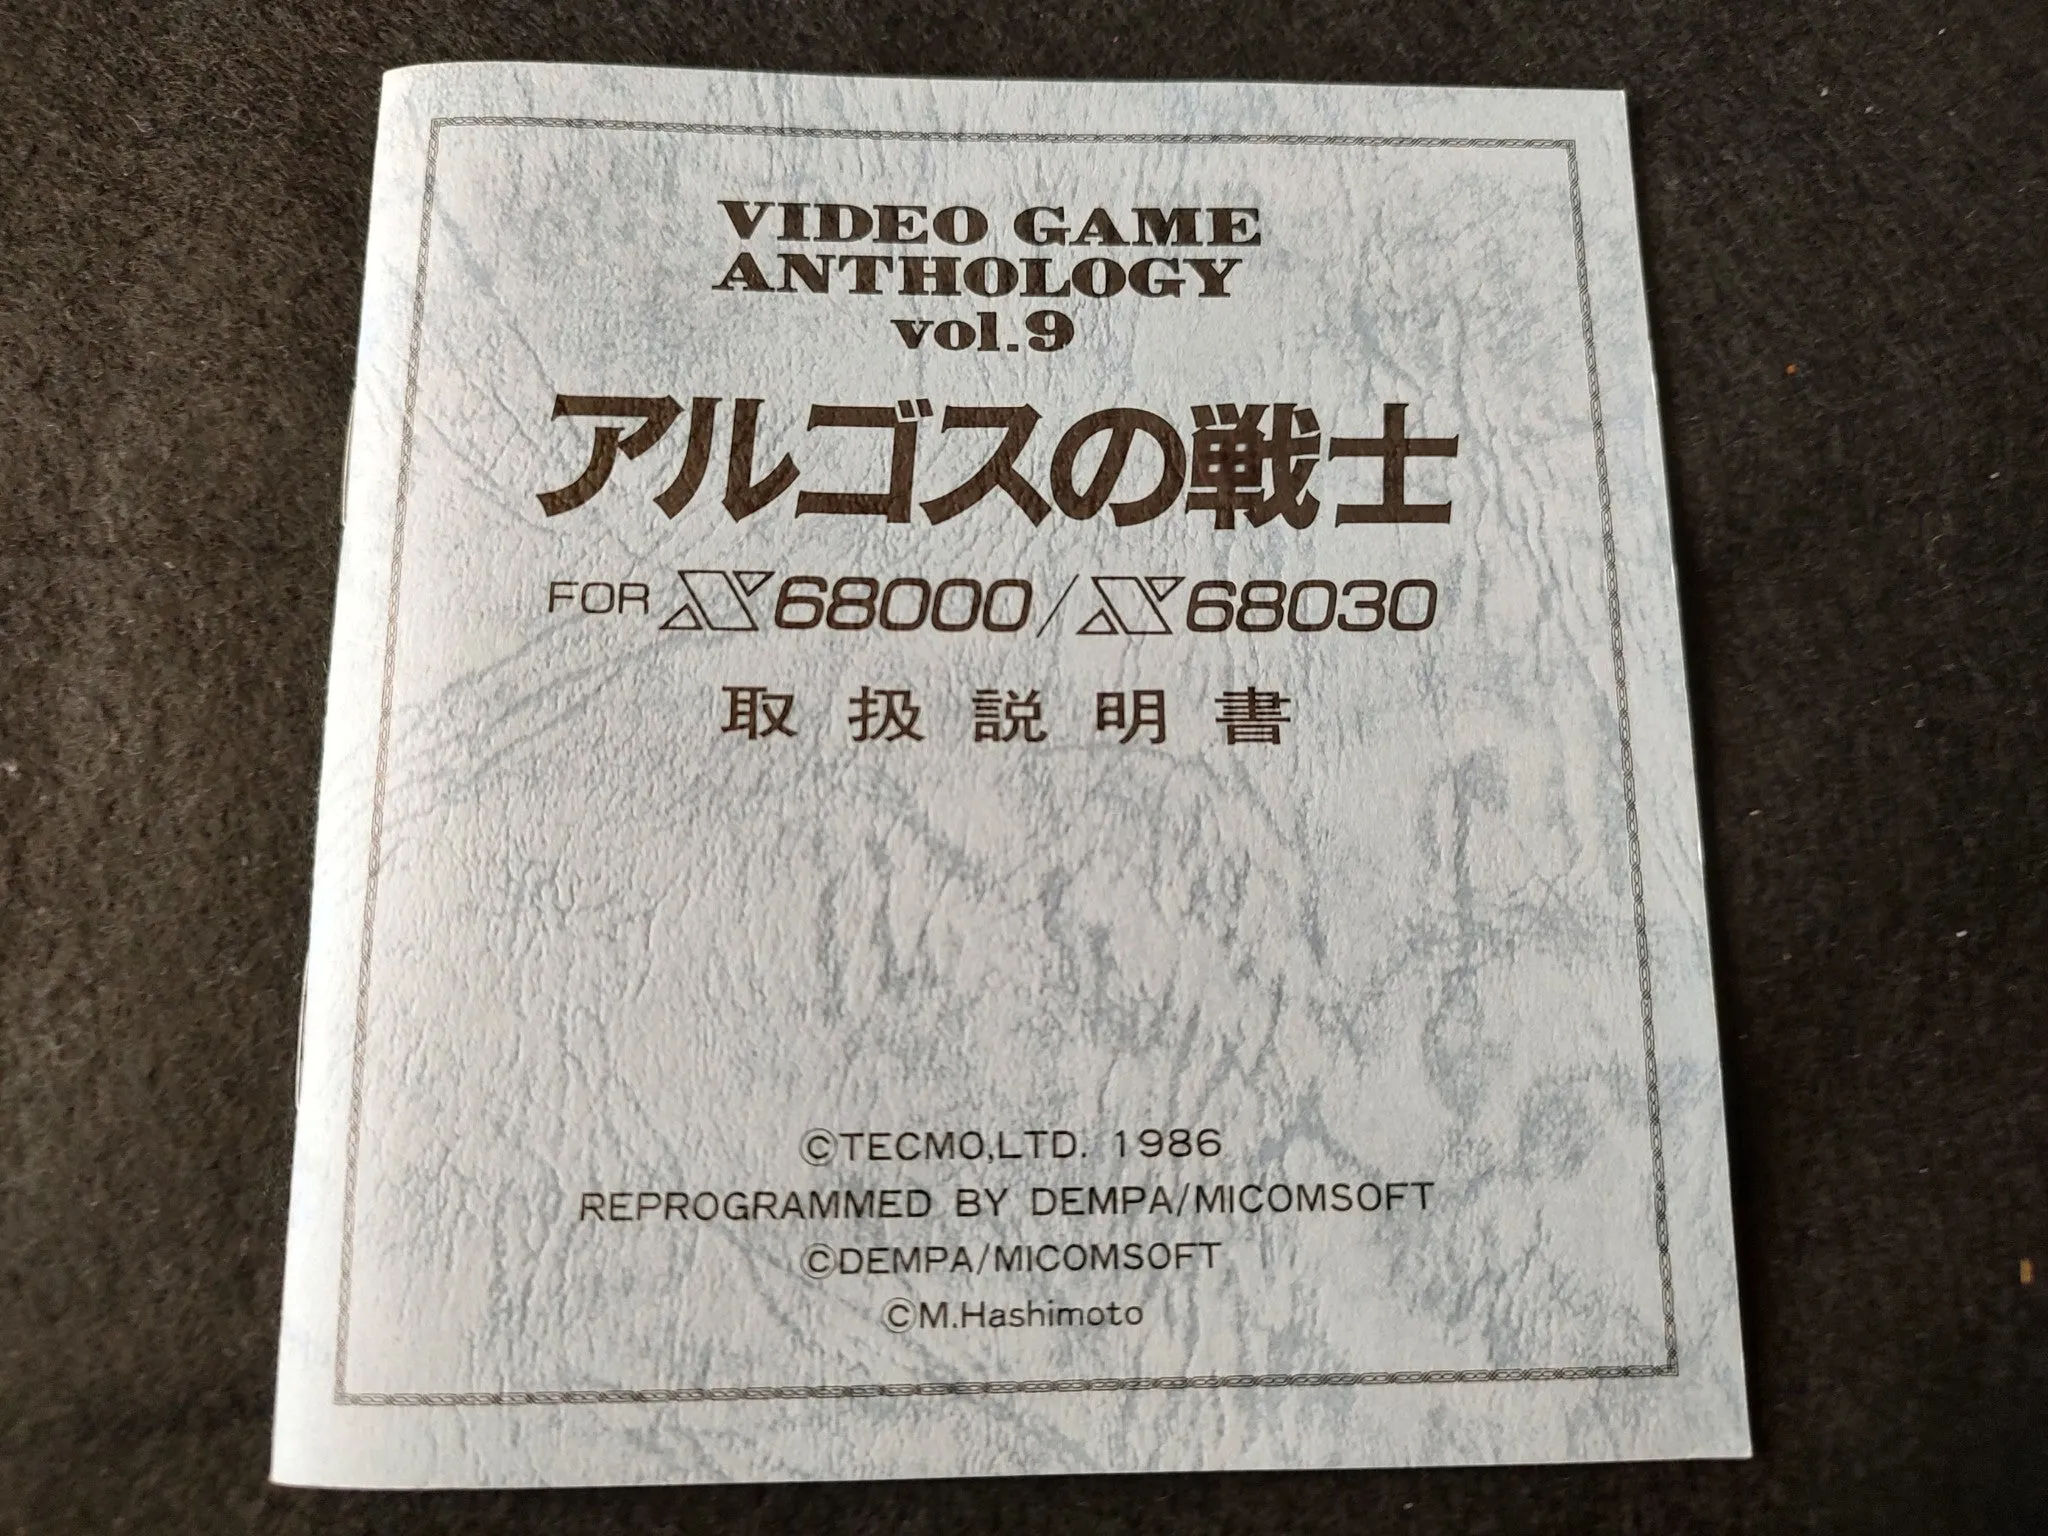 VIDEO GAME
ANTHOLOGY
vol.9
アルゴスの戦士
FOR X68000/X68030
取扱説明書
©TECMO,LTD. 1986
REPROGRAMMED BY DEMPA/MICOMSOFT
©DEMPA/MICOMSOFT
©M.Hashimoto